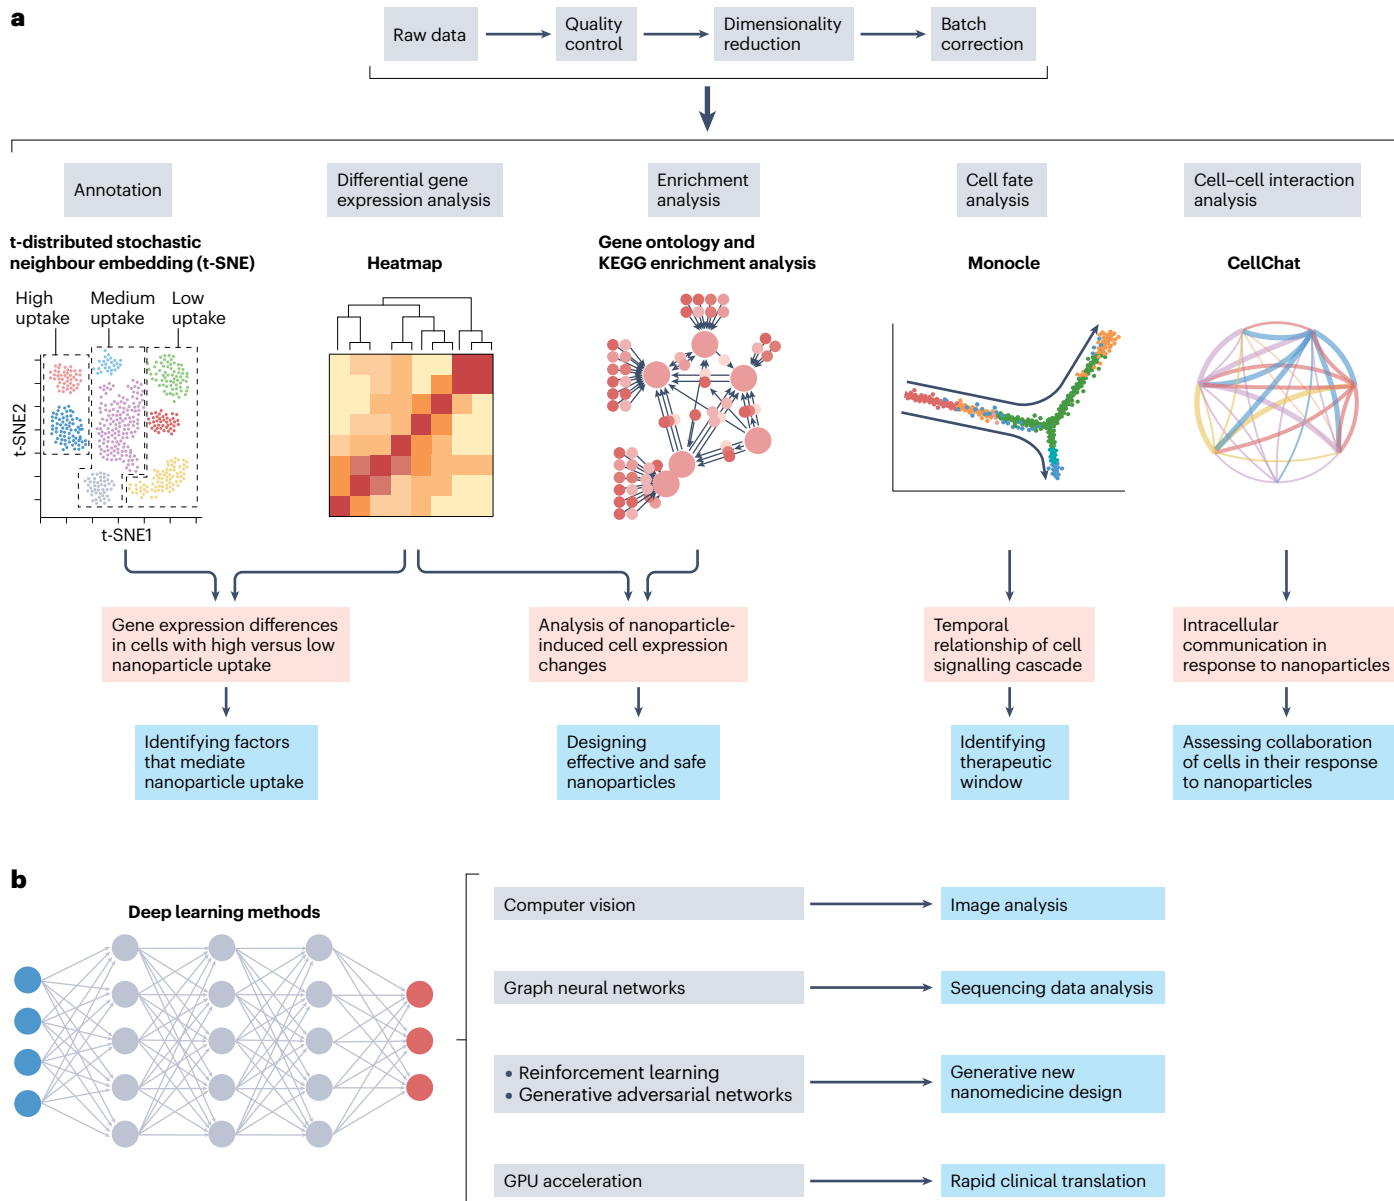 a
Raw data
Quality
control
Dimensionality
reduction
Batch
correction
Annotation
Differential gene
expression analysis
Enrichment
analysis
Cell fate
analysis
Cell–cell interaction
analysis
t-distributed stochastic
neighbour embedding (t-SNE)
Heatmap
Gene ontology and
KEGG enrichment analysis
Monocle
CellChat
High
uptake
Medium
uptake
Low
uptake
t-SNE2
t-SNE1
Gene expression differences
in cells with high versus low
nanoparticle uptake
Analysis of nanoparticle-
induced cell expression
changes
Temporal
relationship of cell
signalling cascade
Intracellular
communication in
response to nanoparticles
Identifying factors
that mediate
nanoparticle uptake
Designing
effective and safe
nanoparticles
Identifying
therapeutic
window
Assessing collaboration
of cells in their response
to nanoparticles
b
Deep learning methods
Computer vision
Image analysis
Graph neural networks
Sequencing data analysis
• Reinforcement learning
• Generative adversarial networks
Generative new
nanomedicine design
GPU acceleration
Rapid clinical translation